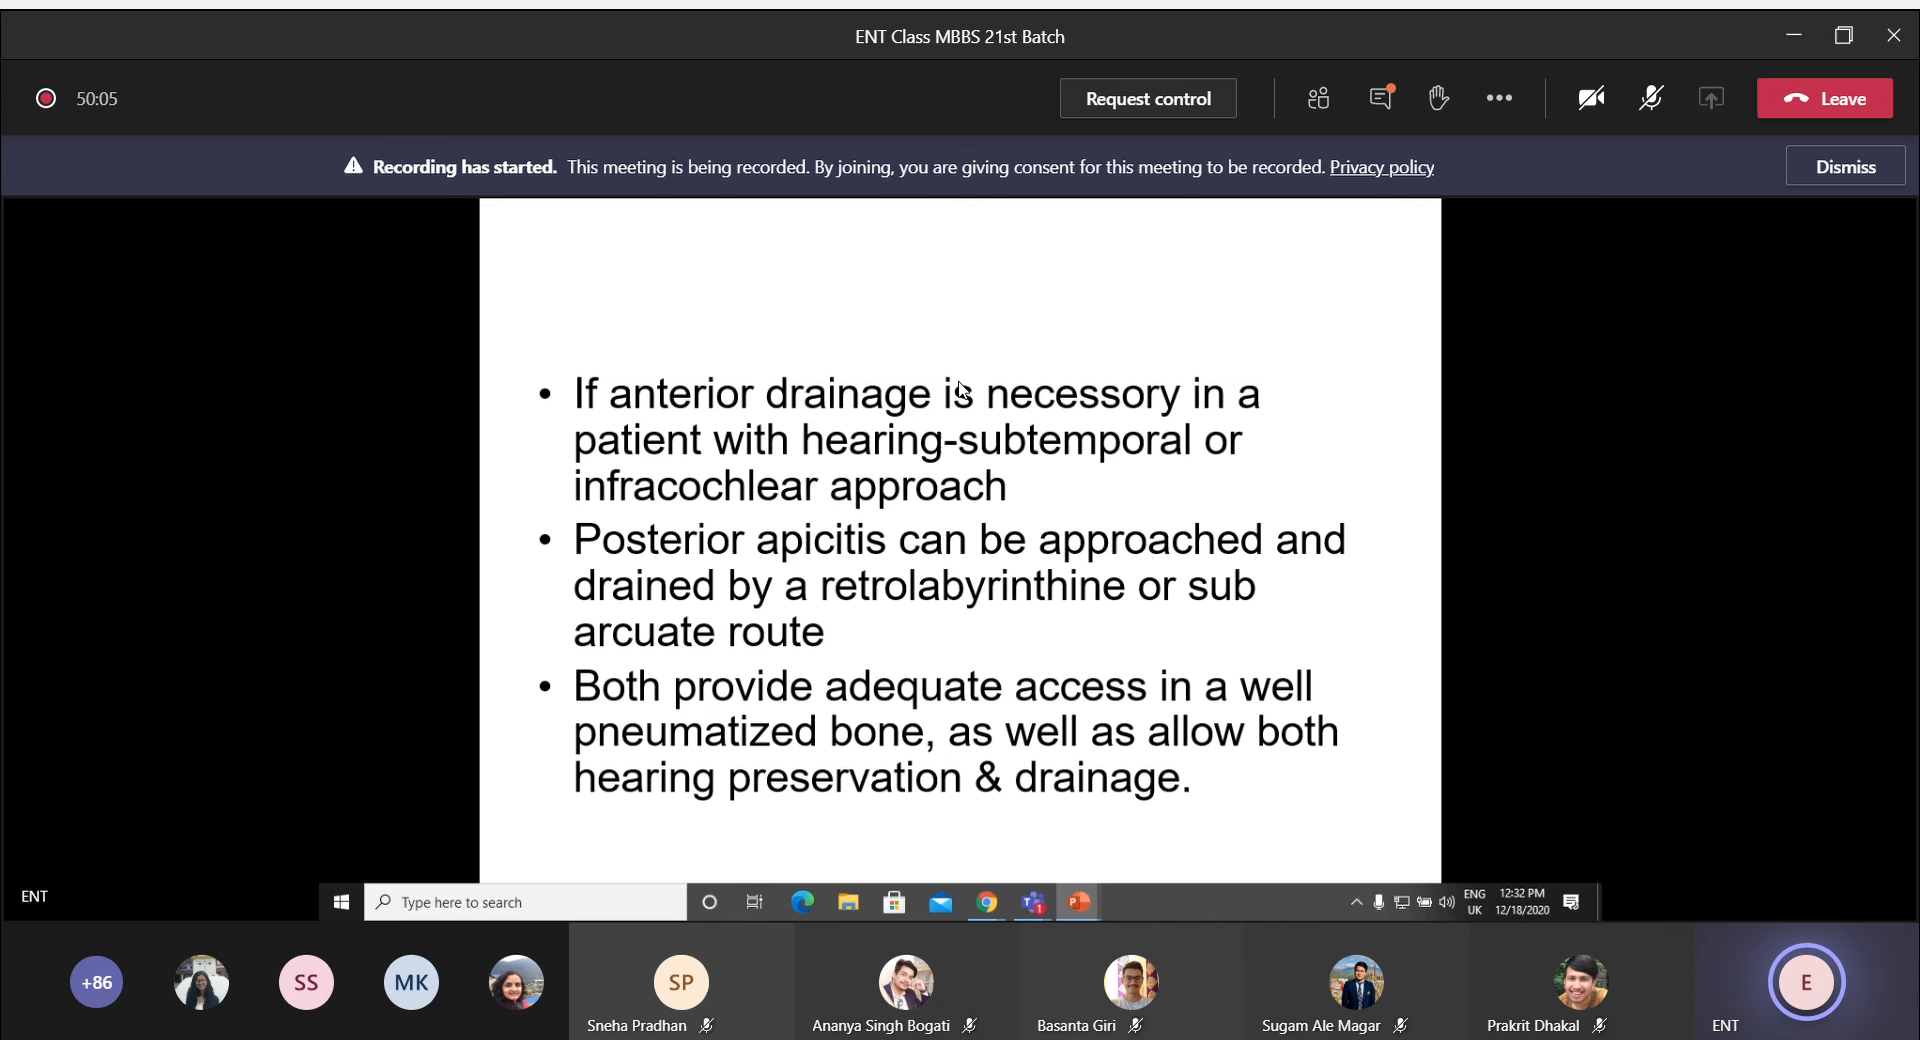 ENT Class MBBS 21st Batch
50:05
Request control
Leave
Recording has started. This meeting is being recorded. By joining, you are giving consent for this meeting to be recorded. Privacy policy
Dismiss
• If anterior drainage is necessory in a
patient with hearing-subtemporal or
infracochlear approach
• Posterior apicitis can be approached and
drained by a retrolabyrinthine or sub
arcuate route
• Both provide adequate access in a well
pneumatized bone, as well as allow both
hearing preservation & drainage.
ENT
Type here to search
1
ENG
UK
12:32 PM
12/18/2020
+86
SS
MK
SP
E
Sneha Pradhan
Ananya Singh Bogati
Basanta Giri
Sugam Ale Magar
Prakrit Dhakal
ENT